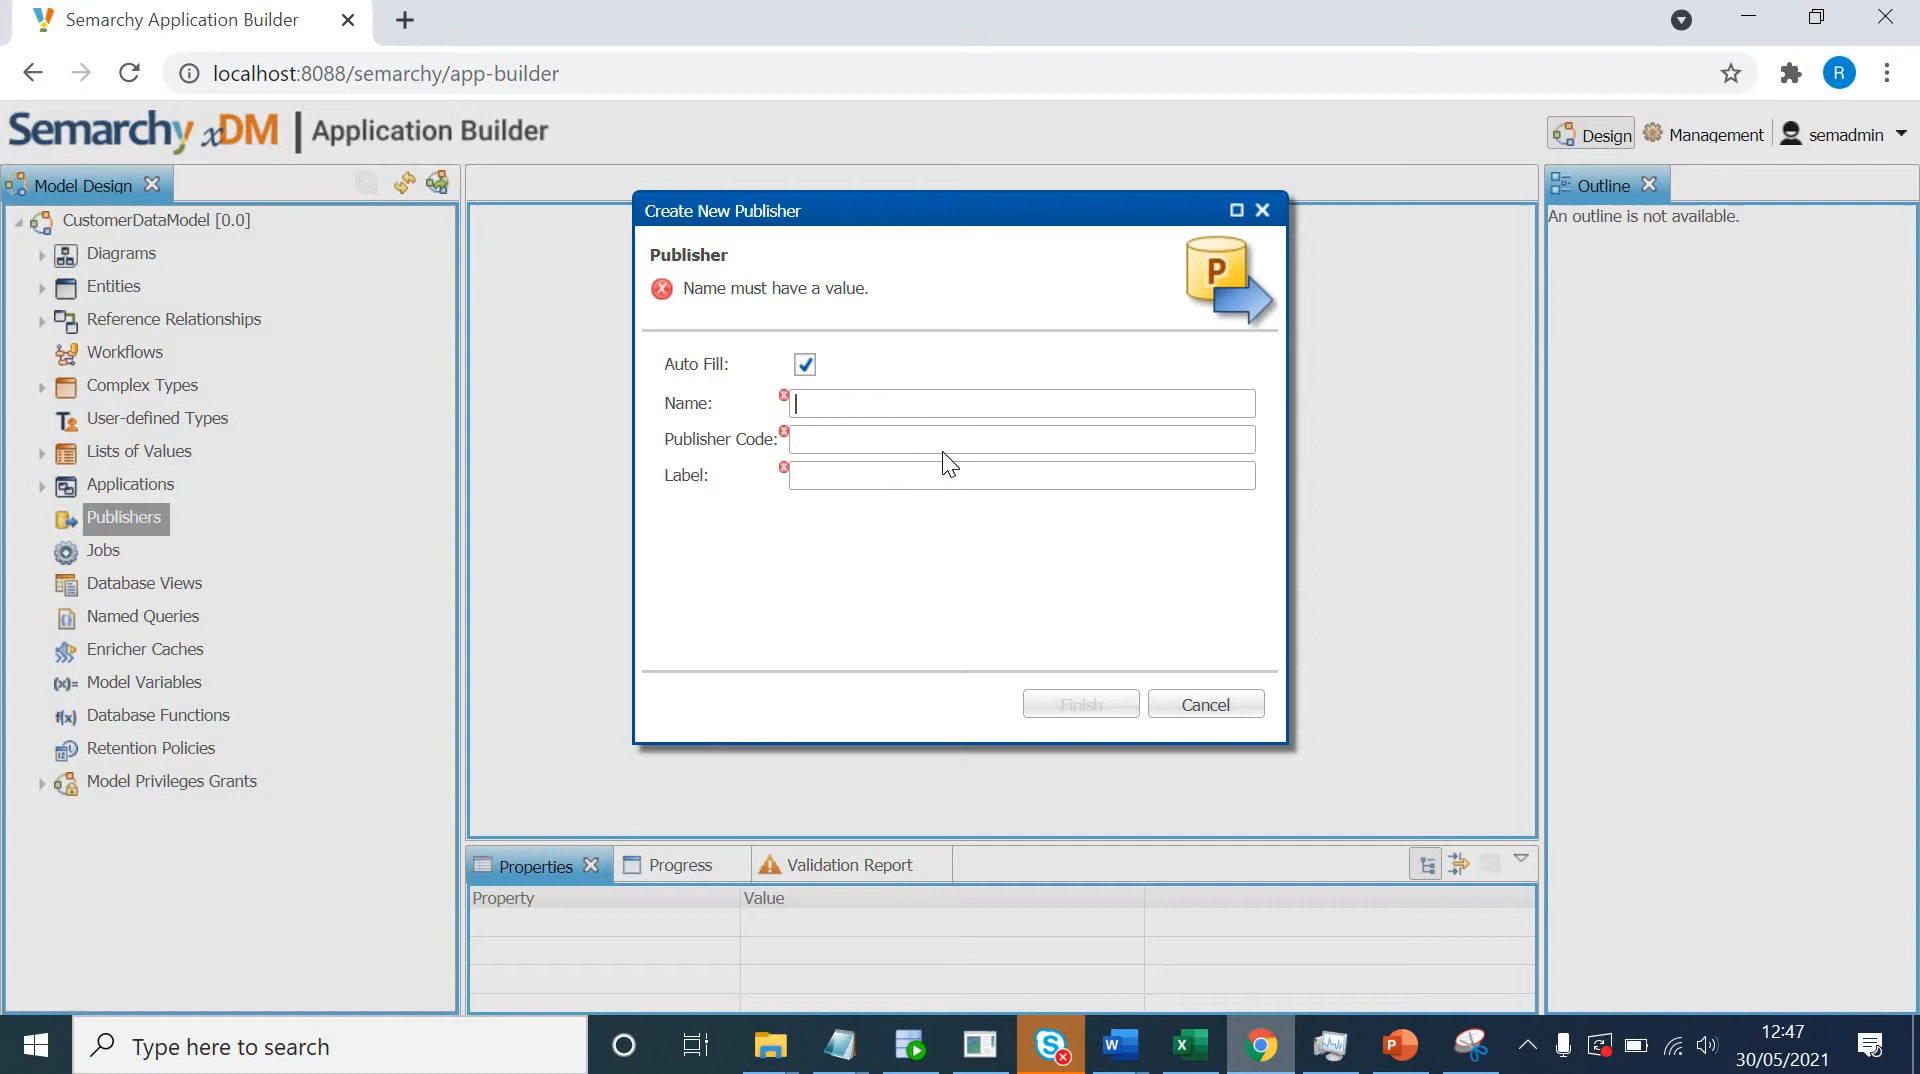 Semarchy Application Builder
localhost:8088/semarchy/app-builder
R
Semarchy xDM | Application Builder
Design
Management
semadmin
Model Design
CustomerDataModel [0.0]
Diagrams
Entities
Reference Relationships
Workflows
Complex Types
User-defined Types
Lists of Values
Applications
Publishers
Jobs
Database Views
Named Queries
Enricher Caches
Model Variables
Database Functions
Retention Policies
Model Privileges Grants
Create New Publisher
Publisher
Name must have a value.
P
Auto Fill:
Name:
Publisher Code:
Label:
Finish
Cancel
Outline
An outline is not available.
Properties
Progress
Validation Report
Property
Value
Type here to search
12:47
30/05/2021